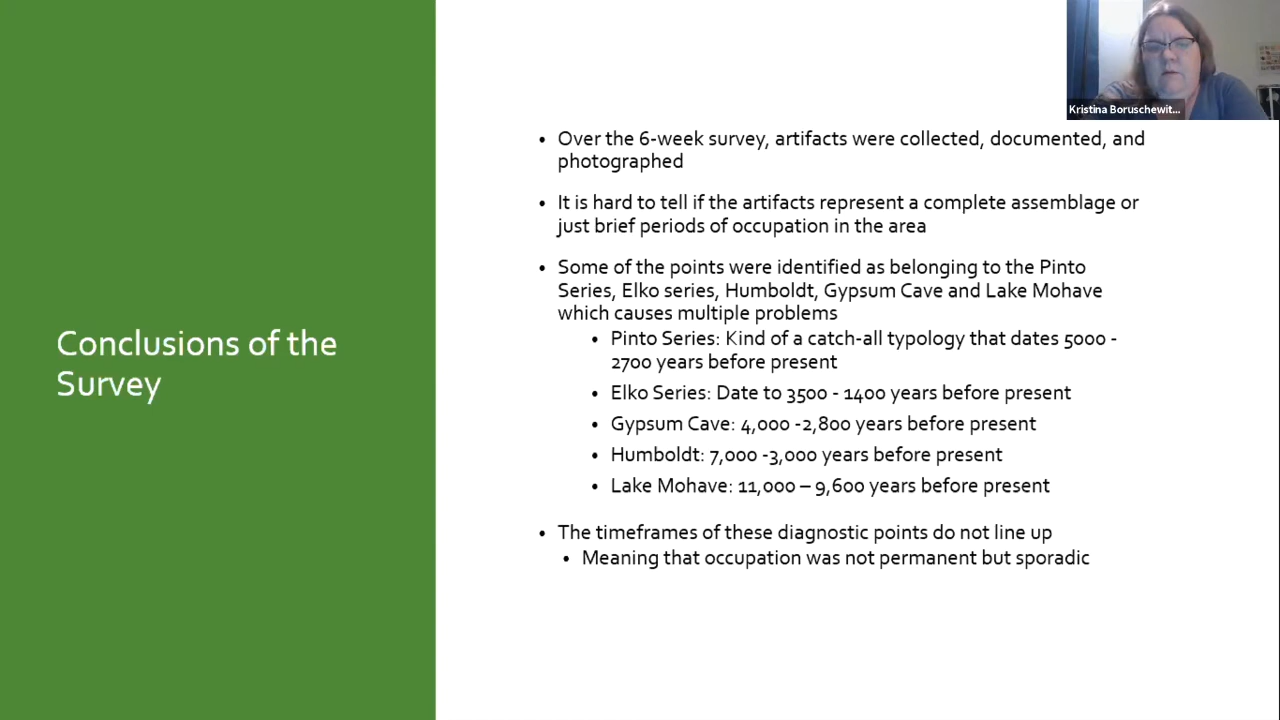 Kristina Boruschewit...
• Over the 6-week survey, artifacts were collected, documented, and
photographed
• It is hard to tell if the artifacts represent a complete assemblage or
just brief periods of occupation in the area
• Some of the points were identified as belonging to the Pinto
Series, Elko series, Humboldt, Gypsum Cave and Lake Mohave
which causes multiple problems
• Pinto Series: Kind of a catch-all typology that dates 5000 -
2700 years before present
• Elko Series: Date to 3500 - 1400 years before present
• Gypsum Cave: 4,000 -2,800 years before present
• Humboldt: 7,000 -3,000 years before present
• Lake Mohave: 11,000 – 9,600 years before present
• The timeframes of these diagnostic points do not line up
• Meaning that occupation was not permanent but sporadic
Conclusions of the
Survey